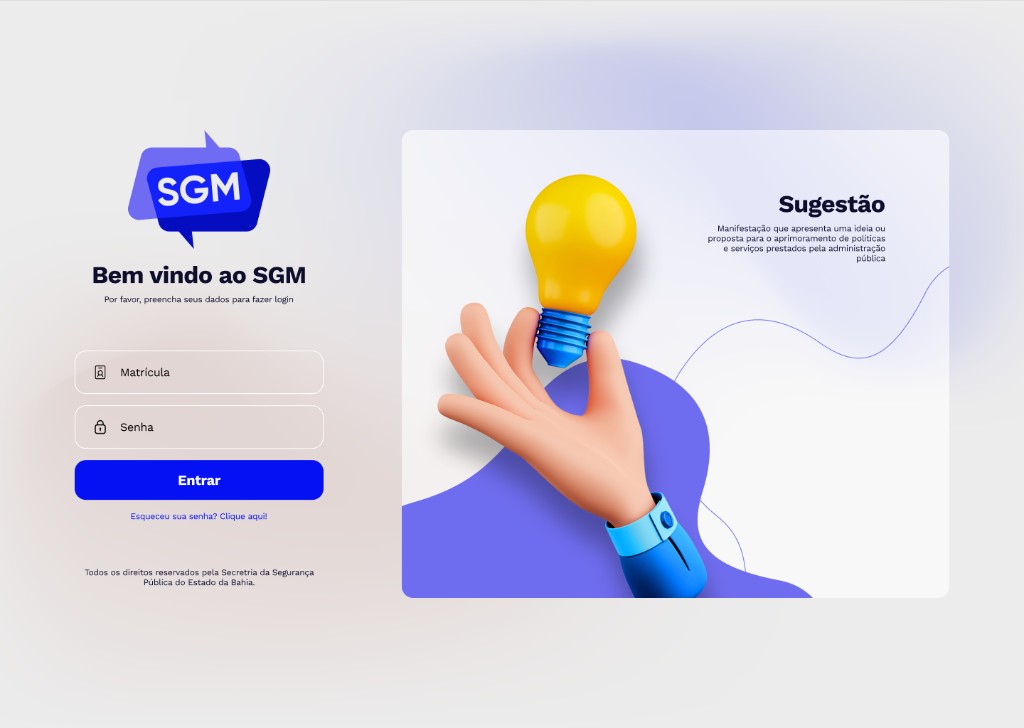 SGM
Bem vindo ao SGM
Por favor, preencha seus dados para fazer login
Matrícula
Senha
Entrar
Esqueceu sua senha? Clique aqui!
Todos os direitos reservados pela Secretria da Segurança
Pública do Estado da Bahia.
Sugestão
Manifestação que apresenta uma ideia ou
proposta para o aprimoramento de políticas
e serviços prestados pela administração
pública